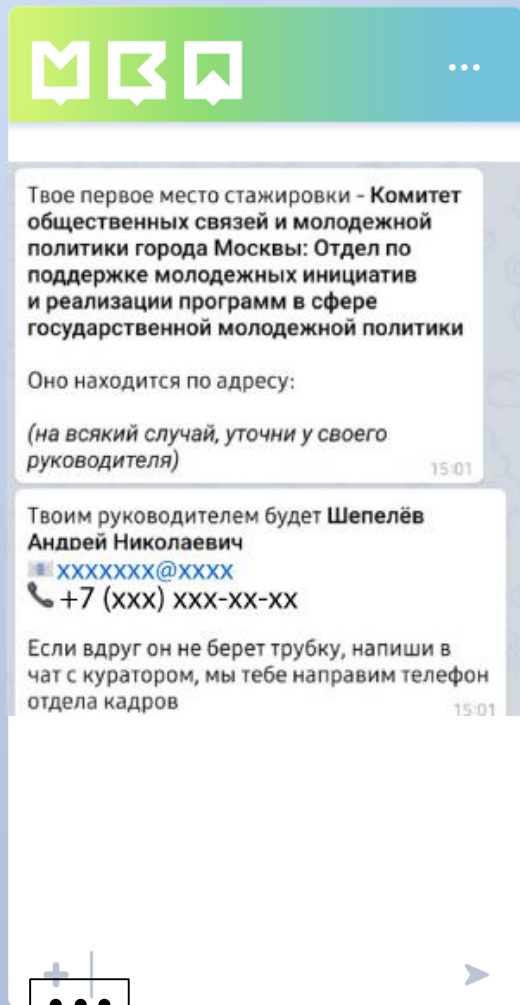 Твое первое место стажировки - Комитет
общественных связей и молодежной
политики города Москвы: Отдел по
поддержке молодежных инициатив
и реализации программ в сфере
государственной молодежной политики
Оно находится по адресу:
(на всякий случай, уточни у своего
руководителя)
15:01
Твоим руководителем будет Шепелёв
Андрей Николаевич
xxxxxxx@xxxx
+7 (xxx) xxx-xx-xx
Если вдруг он не берет трубку, напиши в
чат с куратором, мы тебе направим телефон
отдела кадров
15:01